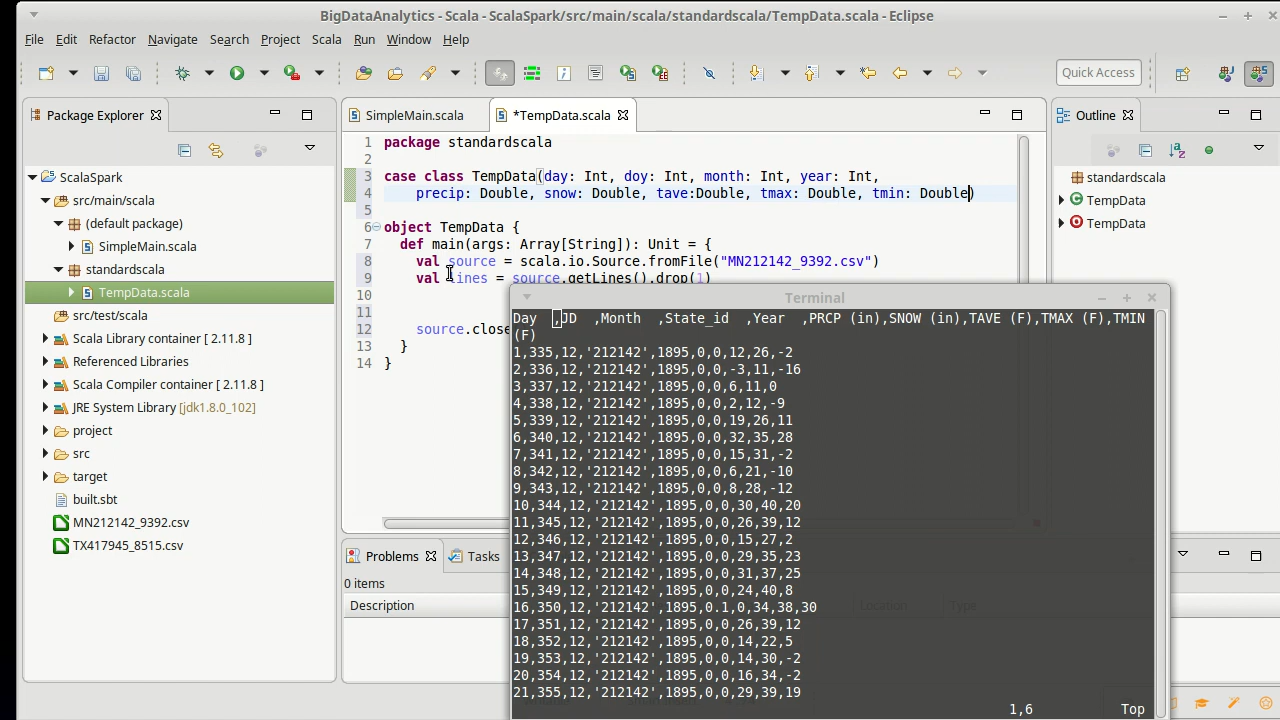 BigDataAnalytics - Scala - ScalaSpark/src/main/scala/standardscala/TempData.scala - Eclipse
File Edit Refactor Navigate Search Project Scala Run Window Help
Quick Access
Package Explorer
ScalaSpark
src/main/scala
(default package)
SimpleMain.scala
standardscala
TempData.scala
src/test/scala
Scala Library container [ 2.11.8 ]
Referenced Libraries
Scala Compiler container [ 2.11.8 ]
JRE System Library [jdk1.8.0_102]
project
src
target
built.sbt
MN212142_9392.csv
TX417945_8515.csv
SimpleMain.scala
*TempData.scala
1 package standardscala
2
3 case class TempData(day: Int, doy: Int, month: Int, year: Int,
4 precip: Double, snow: Double, tave:Double, tmax: Double, tmin: Double)
5
6 object TempData {
7 def main(args: Array[String]): Unit = {
8 val source = scala.io.Source.fromFile("MN212142_9392.csv")
9 val lines = source.getLines().drop(1)
10
11
12 source.close
13 }
14 }
Outline
standardscala
TempData
TempData
Problems
Tasks
0 items
Description
Location
Type
Terminal
Day ,JD ,Month ,State_id ,Year ,PRCP (in),SNOW (in),TAVE (F),TMAX (F),TMIN
(F)
1,335,12,'212142',1895,0,0,12,26,-2
2,336,12,'212142',1895,0,0,-3,11,-16
3,337,12,'212142',1895,0,0,6,11,0
4,338,12,'212142',1895,0,0,2,12,-9
5,339,12,'212142',1895,0,0,19,26,11
6,340,12,'212142',1895,0,0,32,35,28
7,341,12,'212142',1895,0,0,15,31,-2
8,342,12,'212142',1895,0,0,6,21,-10
9,343,12,'212142',1895,0,0,8,28,-12
10,344,12,'212142',1895,0,0,30,40,20
11,345,12,'212142',1895,0,0,26,39,12
12,346,12,'212142',1895,0,0,15,27,2
13,347,12,'212142',1895,0,0,29,35,23
14,348,12,'212142',1895,0,0,31,37,25
15,349,12,'212142',1895,0,0,24,40,8
16,350,12,'212142',1895,0.1,0,34,38,30
17,351,12,'212142',1895,0,0,26,39,12
18,352,12,'212142',1895,0,0,14,22,5
19,353,12,'212142',1895,0,0,14,30,-2
20,354,12,'212142',1895,0,0,16,34,-2
21,355,12,'212142',1895,0,0,29,39,19
1,6 Top